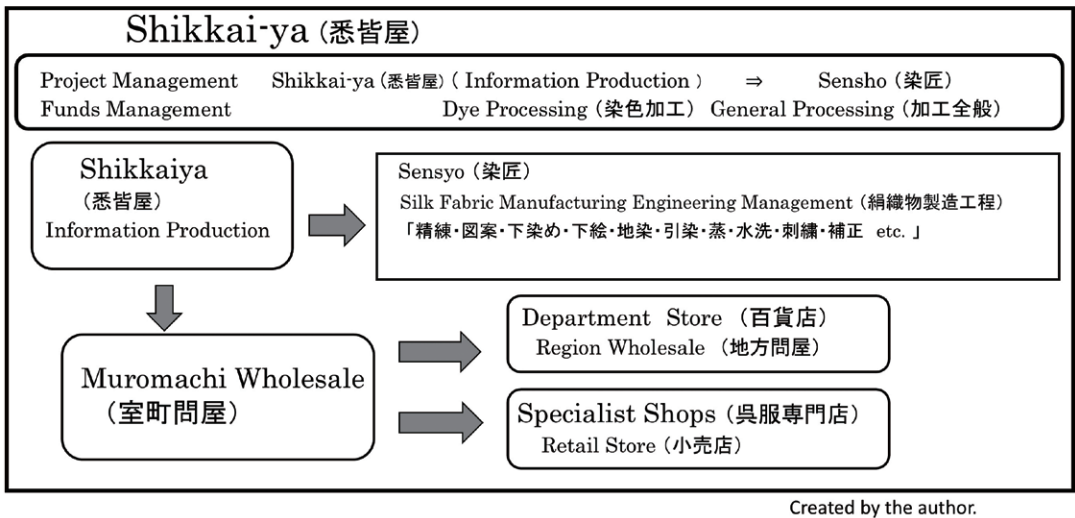 Shikkai-ya (悉皆屋)
Project Management Shikkai-ya (悉皆屋) ( Information Production ) ⇒ Sensho (染匠)
Funds Management Dye Processing (染色加工) General Processing (加工全般)
Shikkaiya
(悉皆屋)
Information Production
Sensyo (染匠)
Silk Fabric Manufacturing Engineering Management (絹織物製造工程)
「精練・図案・下染め・下絵・地染・引染・蒸・水洗・刺繍・補正 etc. 」
Muromachi Wholesale
(室町問屋)
Department Store (百貨店)
Region Wholesale (地方問屋)
Specialist Shops (呉服専門店)
Retail Store (小売店)
Created by the author.